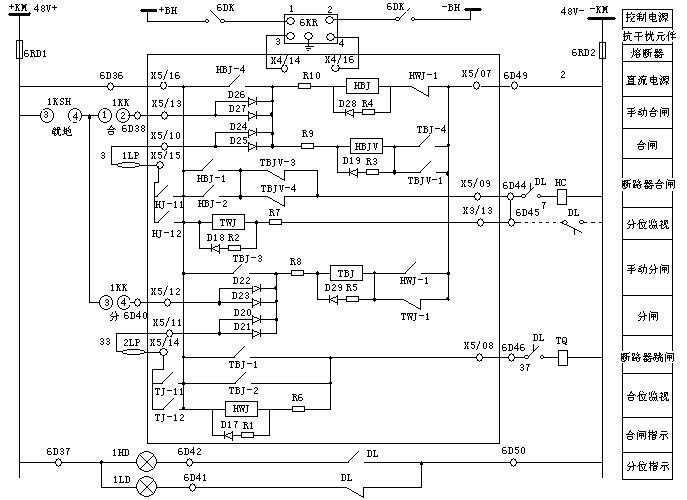 +KM 48V+
+BH
6DK
1
2
6KR
3
4
6DK
-BH
48V- -KM
控制电源
抗干扰元件
熔断器
直流电源
手动合闸
合闸
断路器合闸
分位监视
手动分闸
分闸
断路器跳闸
合位监视
合闸指示
分位指示
6RD1
X4/14
X4/16
6RD2
6D36
X5/16
HBJ-4
R10
HBJ
HWJ-1
X5/07
6D49
2
D28
R4
1KSH
3
4
就地
1KK
1
2
合
6D38
X5/13
D26
D27
X5/10
D24
D25
R9
HBJV
TBJ-4
D19
R3
TBJV-1
3
1LP
X5/15
HBJ-1
TBJV-3
HJ-11
HBJ-2
TBJV-4
X5/09
6D44
DL
7
HC
HJ-12
TWJ
R7
X3/13
6D45
DL
D18
R2
TBJ-3
R8
TBJ
HWJ-1
D29
R5
TWJ-1
1KK
3
4
分
6D40
X5/12
D22
D23
X5/11
D20
D21
33
2LP
X5/14
TBJ-1
X5/08
6D46
DL
37
TQ
TJ-11
TBJ-2
TJ-12
HWJ
R6
D17
R1
6D37
1HD
6D42
DL
6D50
1LD
6D41
DL